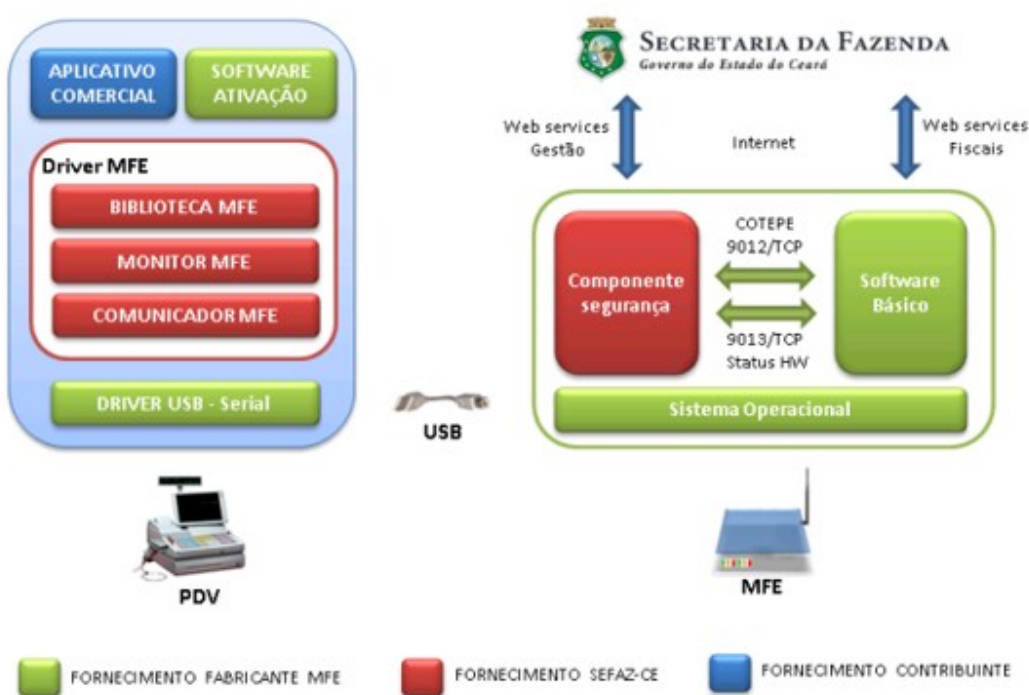 SECRETARIA DA FAZENDA
Governo do Estado do Ceará
APLICATIVO
COMERCIAL
SOFTWARE
ATIVAÇÃO
Driver MFE
BIBLIOTECA MFE
MONITOR MFE
COMUNICADOR MFE
DRIVER USB - Serial
USB
PDV
Web services
Gestão
Internet
Web services
Fiscais
Componente
segurança
COTEPE
9012/TCP
9013/TCP
Status HW
Software
Básico
Sistema Operacional
MFE
FORNECIMENTO FABRICANTE MFE
FORNECIMENTO SEFAZ-CE
FORNECIMENTO CONTRIBUINTE